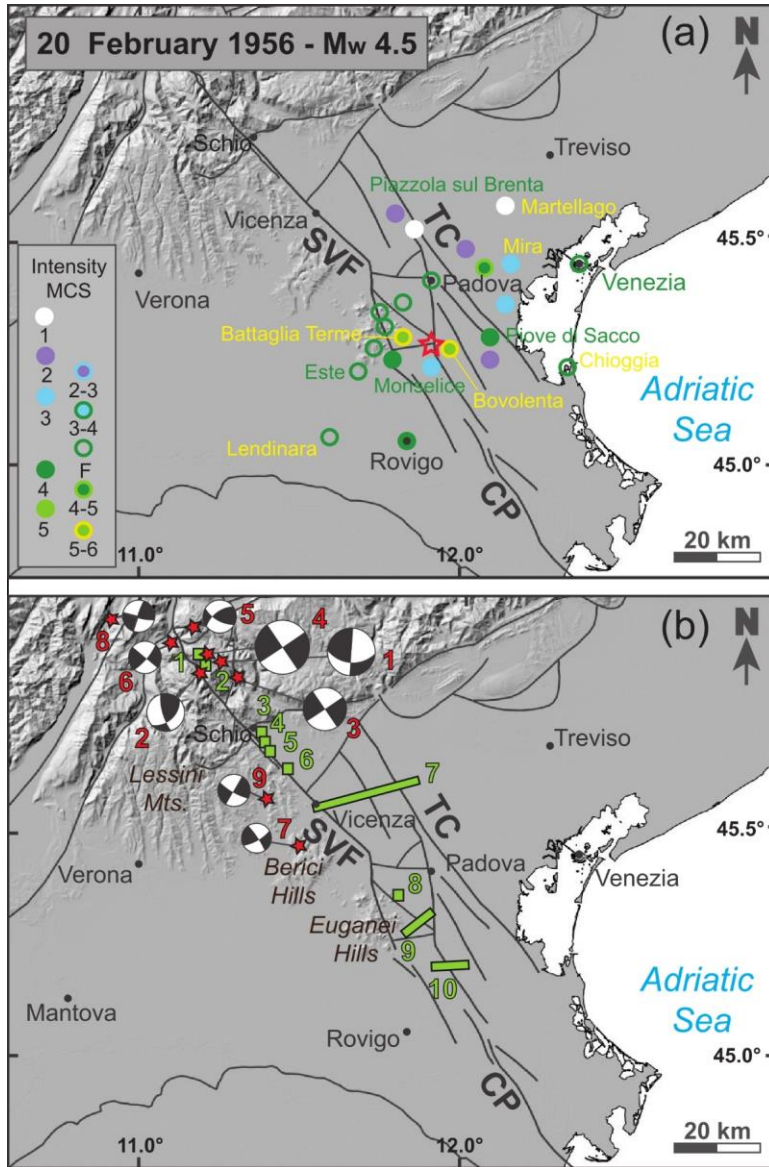 20 February 1956 - Mw 4.5
(a)
N
Schio
Treviso
Piazzola sul Brenta
Martellago
Vicenza
TC
SVF
Mira
45.5°
Intensity
MCS
1
2
2-3
3
3-4
F
4
4-5
5
5-6
Verona
Padova
Venezia
Battaglia Terme
Piove di Sacco
Este
Monselice
Chioggia
Bovolenta
Adriatic
Sea
Lendinara
Rovigo
45.0°
CP
20 km
11.0°
12.0°
(b)
N
8
5
4
1
6
1
2
2
3
3
Schio
4
5
6
Treviso
Lessini
Mts.
9
7
TC
Vicenza
SVF
45.5°
7
Verona
Berici
Hills
Padova
Venezia
8
Euganei
Hills
9
10
Mantova
Adriatic
Sea
Rovigo
45.0°
CP
11.0°
12.0°
20 km